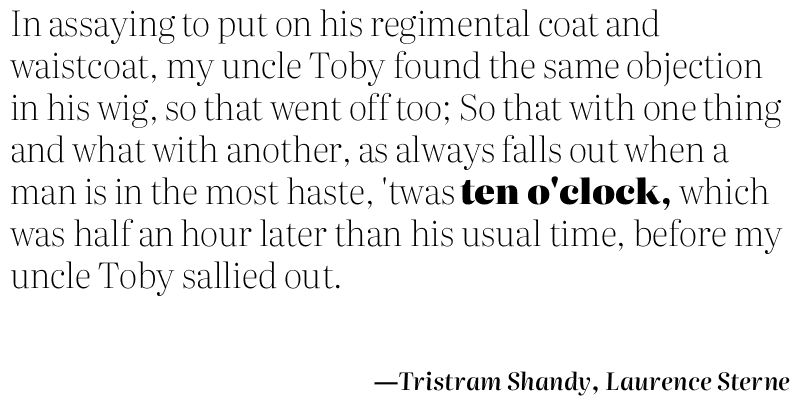 In assaying to put on his regimental coat and
waistcoat, my uncle Toby found the same objection
in his wig, so that went off too; So that with one thing
and what with another, as always falls out when a
man is in the most haste, 'twas ten o'clock, which
was half an hour later than his usual time, before my
uncle Toby sallied out.
—Tristram Shandy, Laurence Sterne